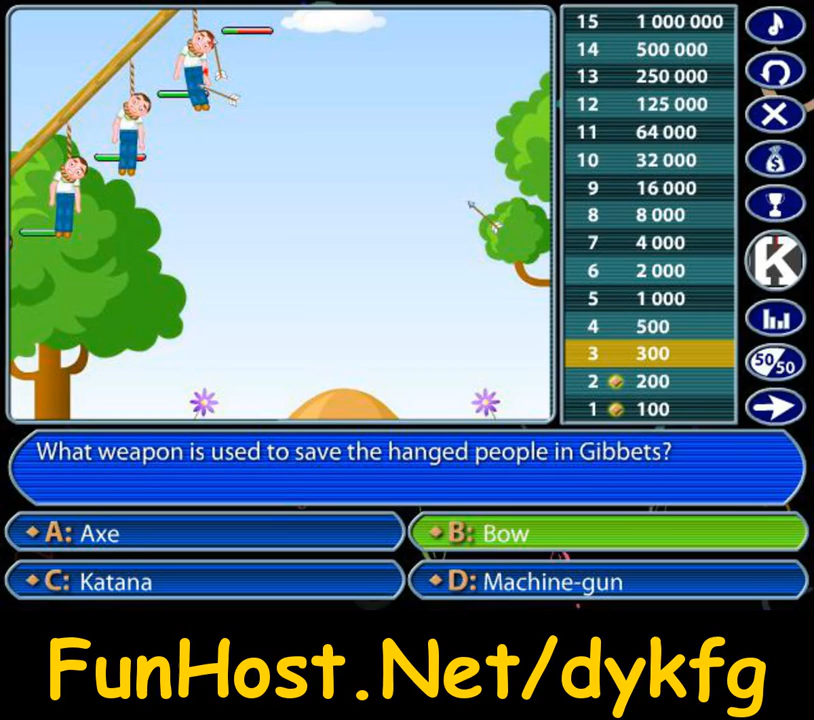 15 1 000 000
14 500 000
13 250 000
12 125 000
11 64 000
10 32 000
9 16 000
8 8 000
7 4 000
6 2 000
5 1 000
4 500
3 300
2 200
1 100
$
K
50/50
What weapon is used to save the hanged people in Gibbets?
A: Axe
B: Bow
C: Katana
D: Machine-gun
FunHost.Net/dykfg